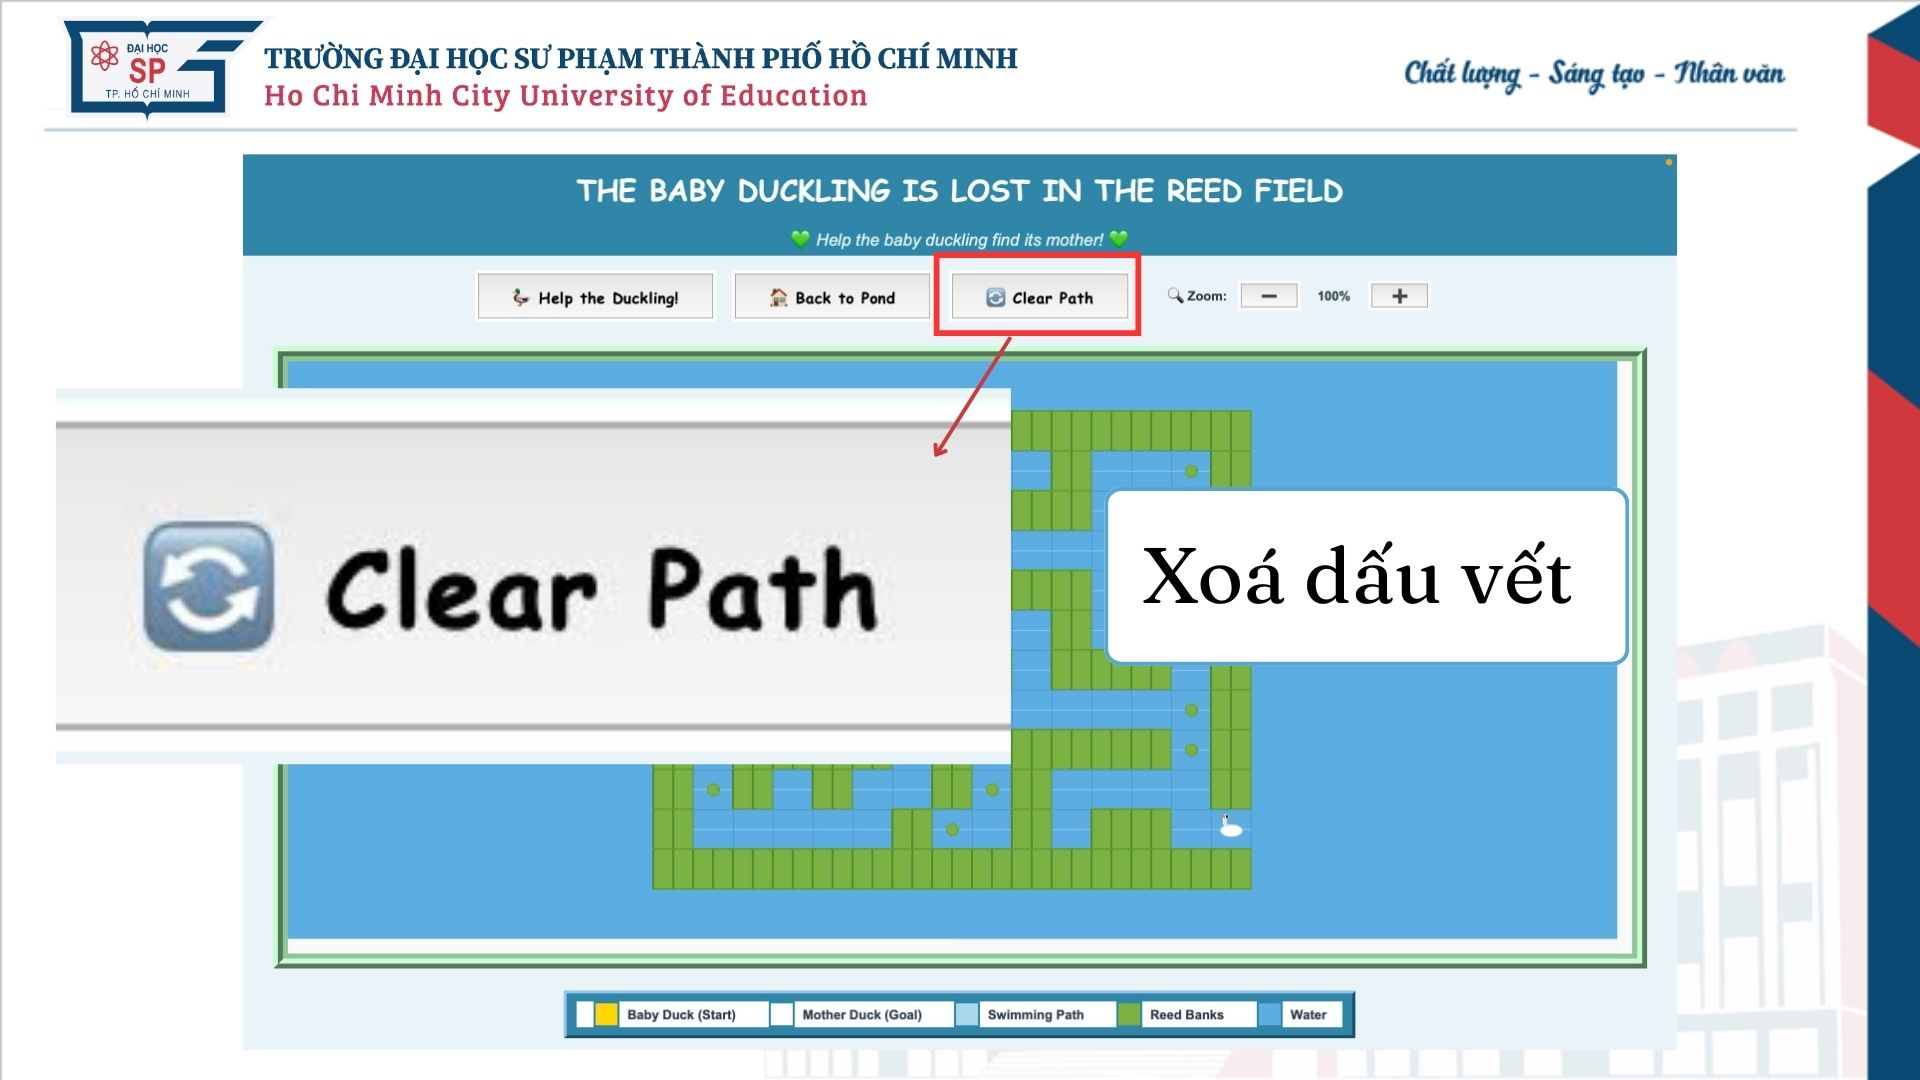 ĐẠI HỌC
SP
TP. HỒ CHÍ MINH
TRƯỜNG ĐẠI HỌC SƯ PHẠM THÀNH PHỐ HỒ CHÍ MINH
Ho Chi Minh City University of Education
Chất lượng - Sáng tạo - Nhân văn
THE BABY DUCKLING IS LOST IN THE REED FIELD
💚 Help the baby duckling find its mother! 💚
Help the Duckling!
Back to Pond
Clear Path
Zoom:
−
100%
+
Clear Path
Xoá dấu vết
Baby Duck (Start)
Mother Duck (Goal)
Swimming Path
Reed Banks
Water